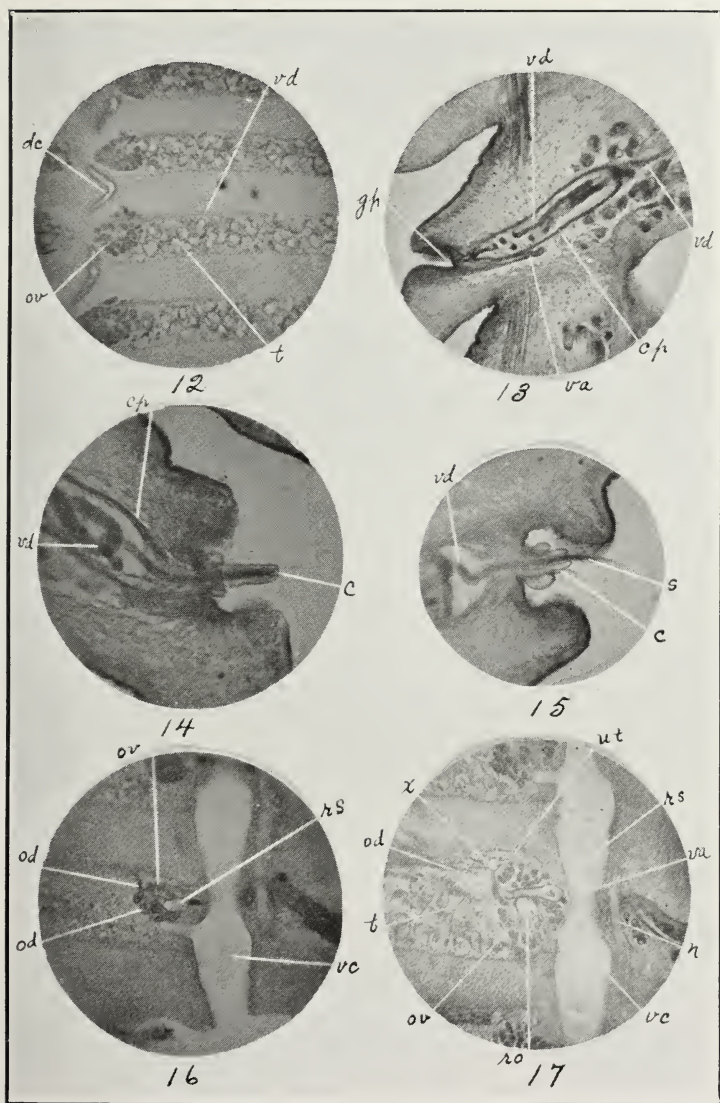 vd
dc
ov
t
12
vd
gh
vd
cp
va
13
cp
vd
c
14
vd
s
c
15
ov
rs
od
od
vc
16
ut
x
rs
od
va
t
n
ov
vc
ro
17